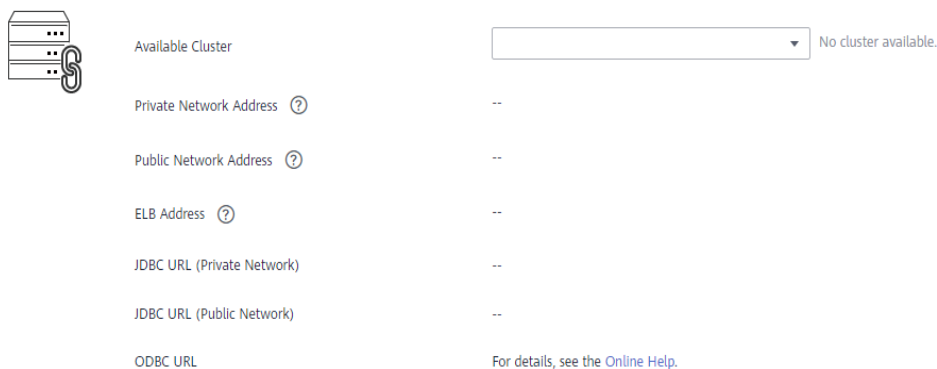 Available Cluster No cluster available.
Private Network Address ? --
Public Network Address ? --
ELB Address ? --
JDBC URL (Private Network) --
JDBC URL (Public Network) --
ODBC URL For details, see the Online Help.